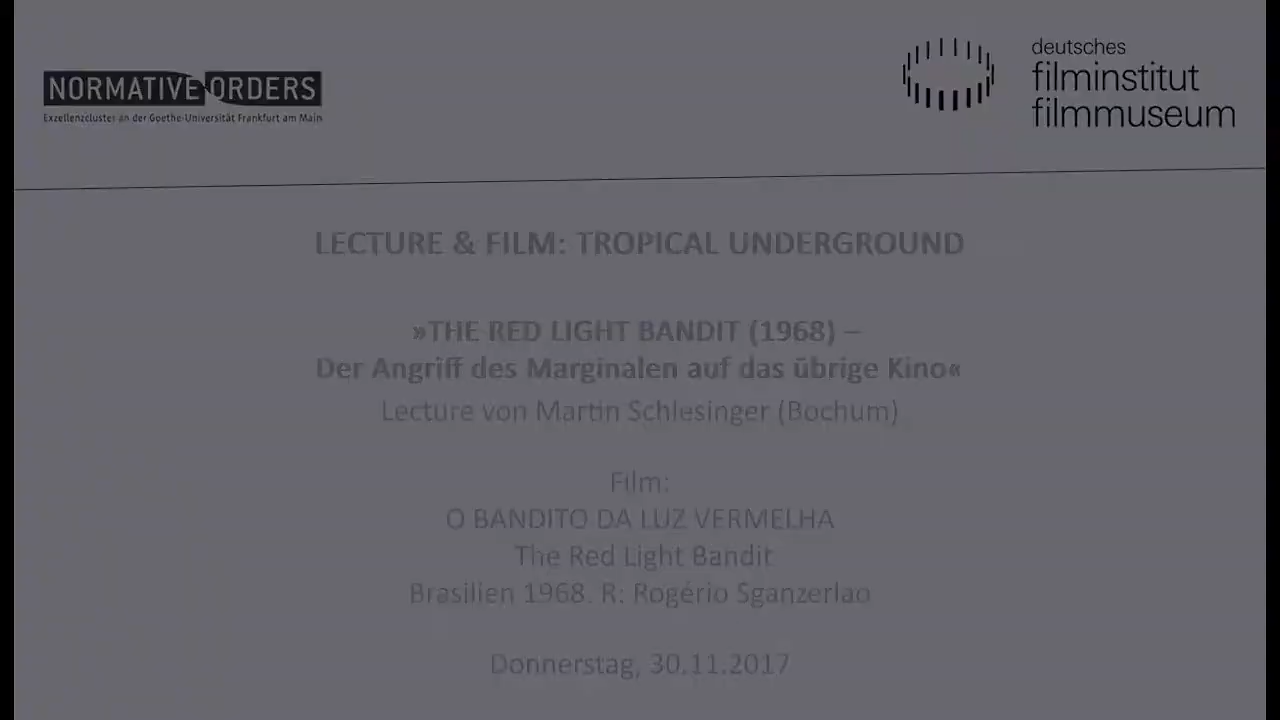 NORMATIVE ORDERS
Exzellenzcluster an der Goethe-Universität Frankfurt am Main
deutsches
filminstitut
filmmuseum
LECTURE & FILM: TROPICAL UNDERGROUND
»THE RED LIGHT BANDIT (1968) –
Der Angriff des Marginalen auf das übrige Kino«
Lecture von Martin Schlesinger (Bochum)
Film:
O BANDITO DA LUZ VERMELHA
The Red Light Bandit
Brasilien 1968. R: Rogério Sganzerlao
Donnerstag, 30.11.2017